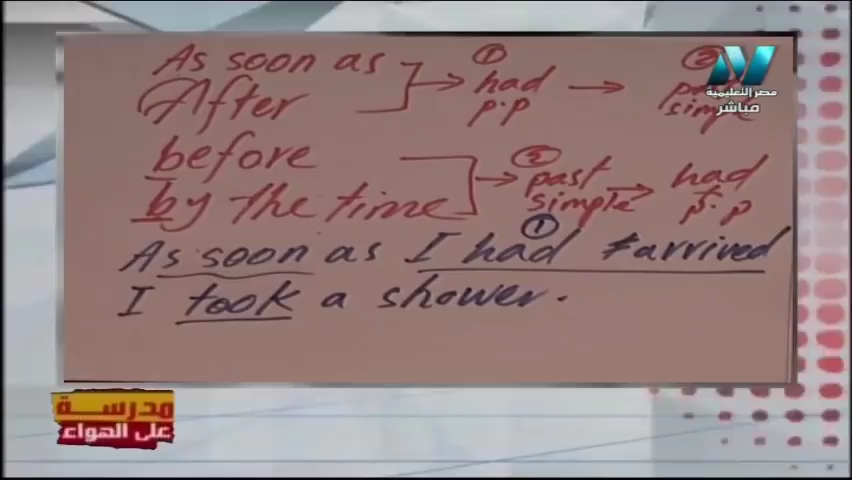 As soon as
After
① had p.p → ② past simple
before
by the time
② past simple → had p.p
As soon as I had arrived ①
I took a shower.
مصر التعليمية
مباشر
مدرسة
على الهواء